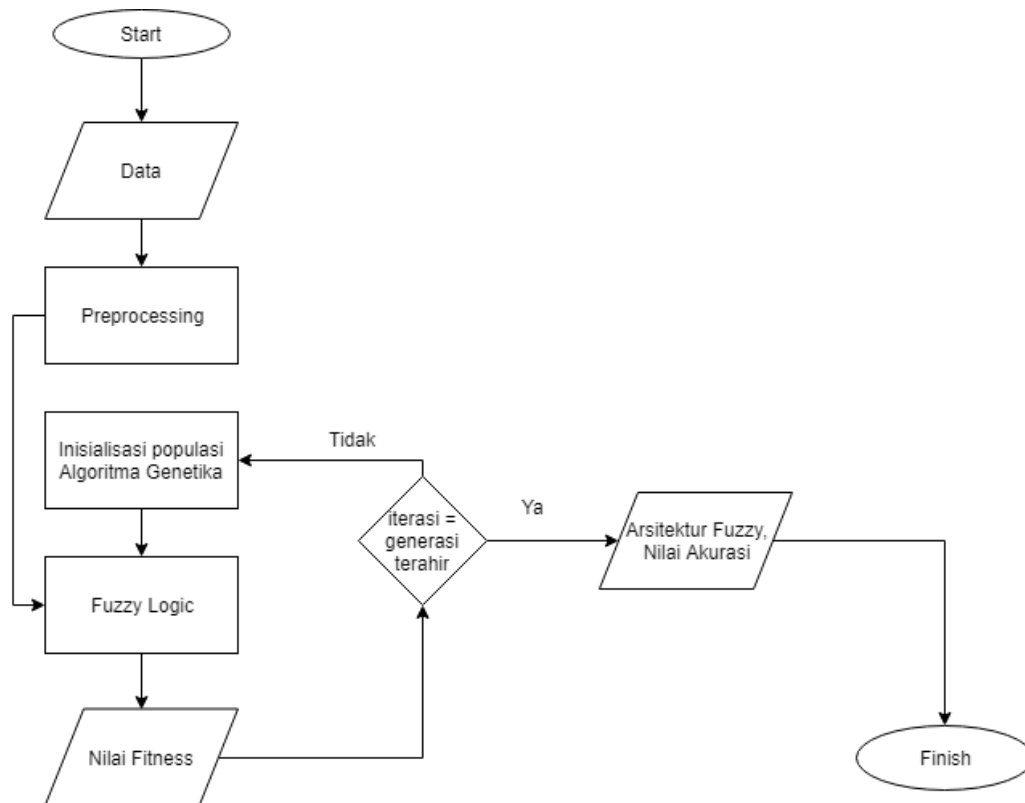 Start
Data
Preprocessing
Inisialisasi populasi
Algoritma Genetika
Fuzzy Logic
Nilai Fitness
Tidak
iterasi =
generasi
terahir
Ya
Arsitektur Fuzzy,
Nilai Akurasi
Finish